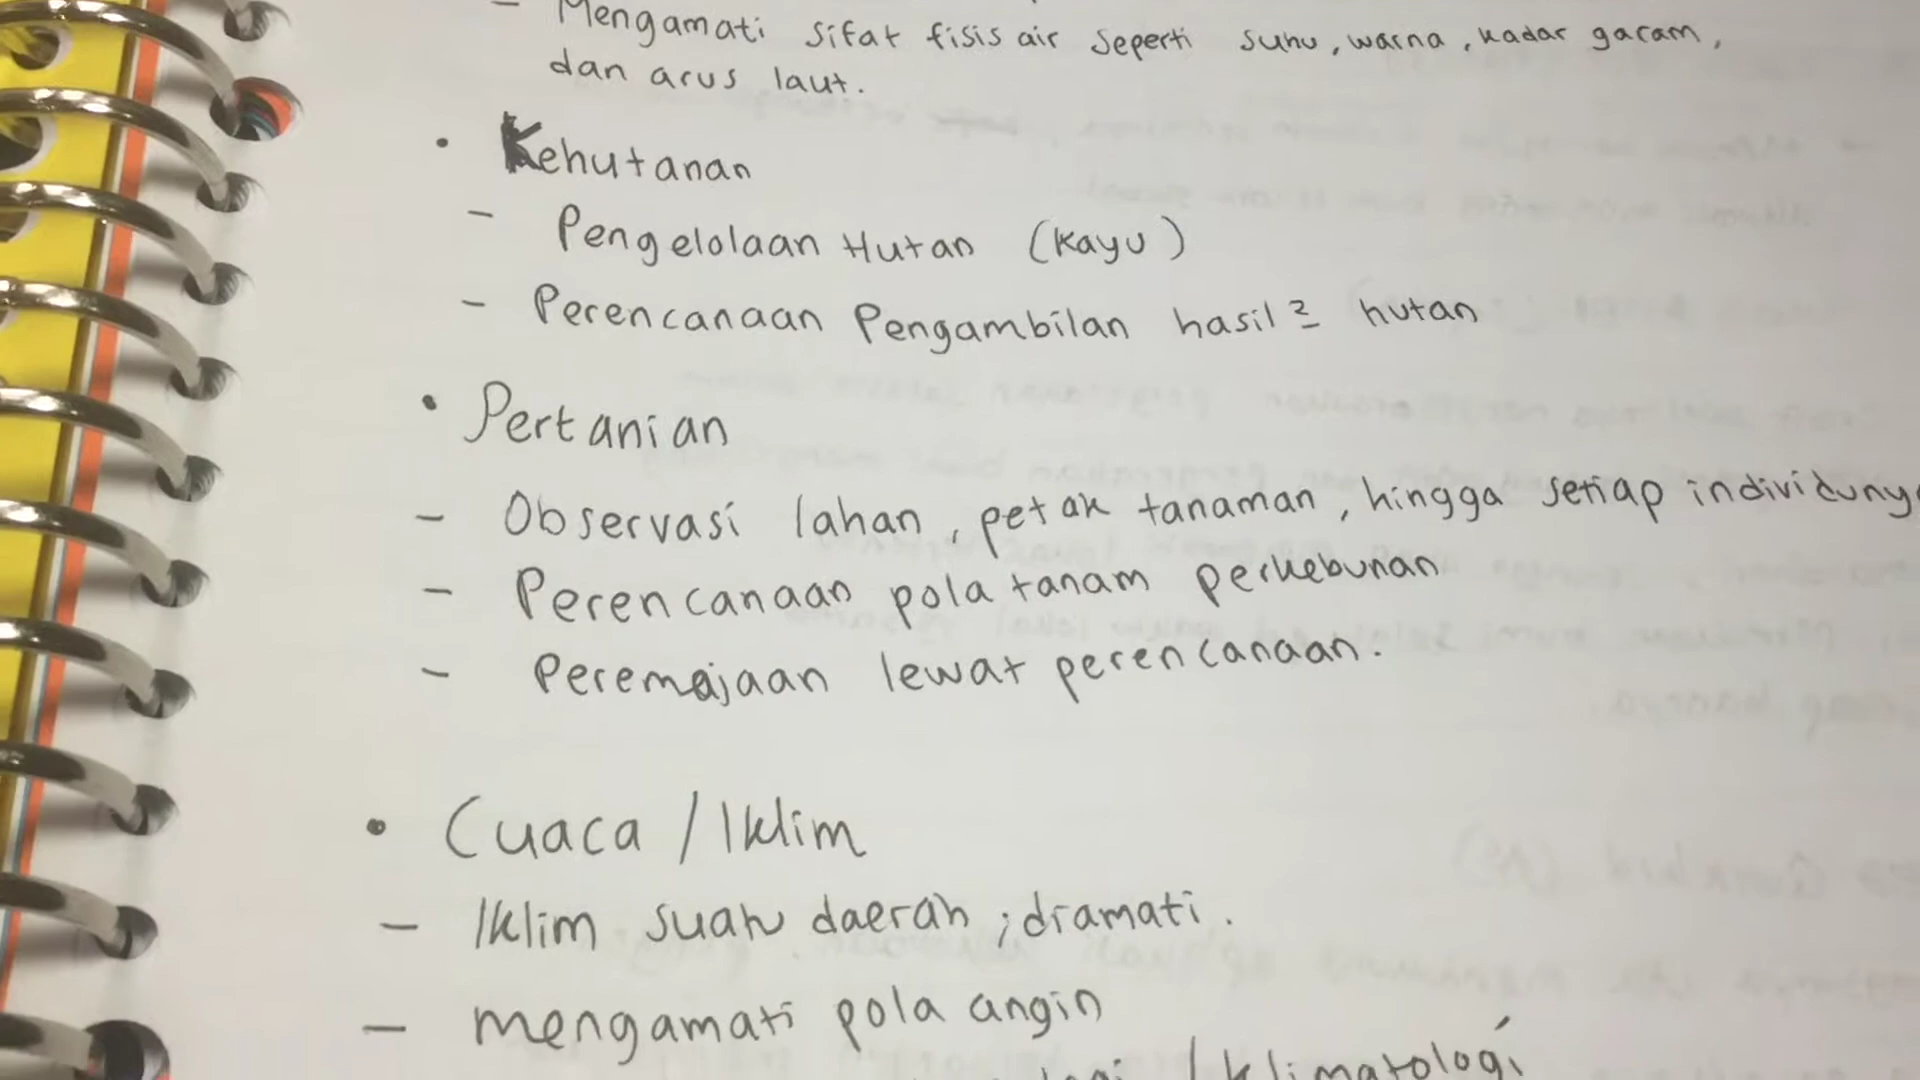 - Mengamati sifat fisis air seperti suhu, warna, kadar garam,
dan arus laut.
• Kehutanan
- Pengelolaan Hutan (Kayu)
- Perencanaan Pengambilan hasil2 hutan
• Pertanian
- Observasi lahan, petak tanaman, hingga setiap individunya
- Perencanaan pola tanam perkebunan
- Peremajaan lewat perencanaan.
• Cuaca / Iklim
- Iklim suatu daerah ; diamati.
- mengamati pola angin
/ klimatologi